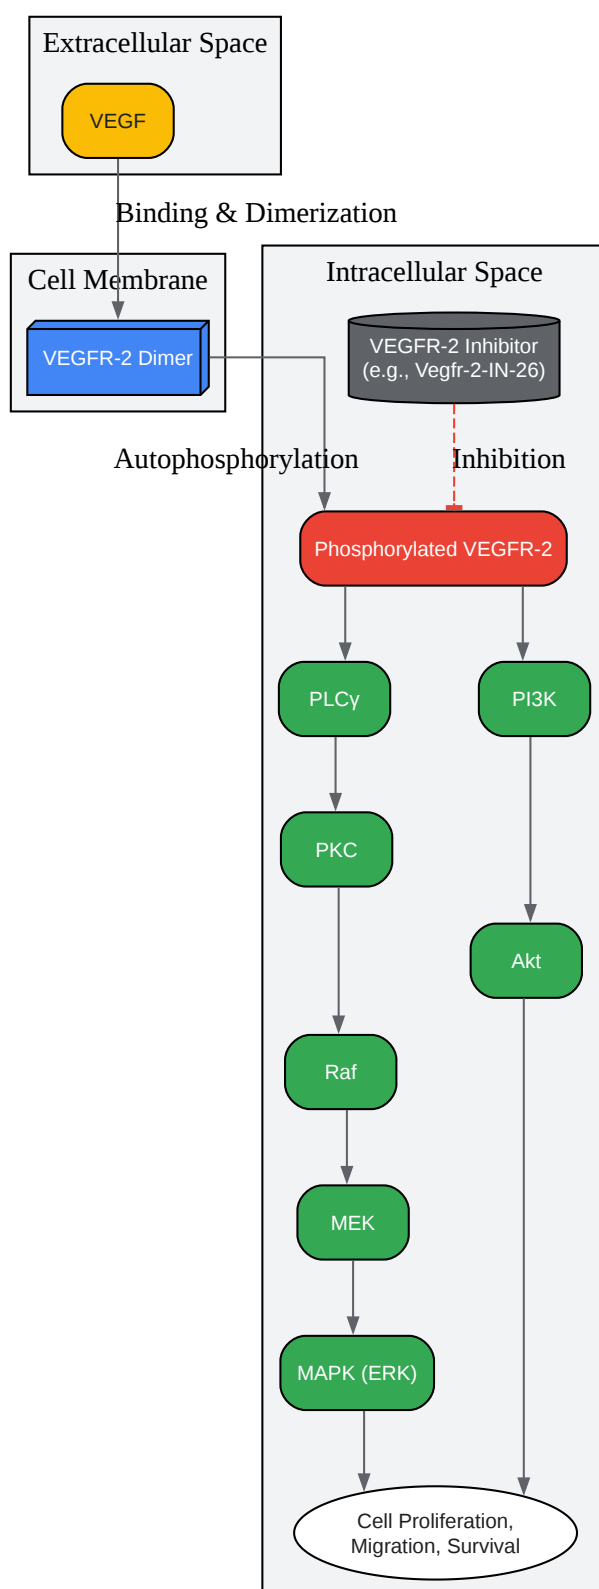 Extracellular Space
VEGF
Binding & Dimerization
Cell Membrane
VEGFR-2 Dimer
Intracellular Space
VEGFR-2 Inhibitor
(e.g., Vegfr-2-IN-26)
Autophosphorylation
Inhibition
Phosphorylated VEGFR-2
PLCγ
PI3K
PKC
Akt
Raf
MEK
MAPK (ERK)
Cell Proliferation,
Migration, Survival